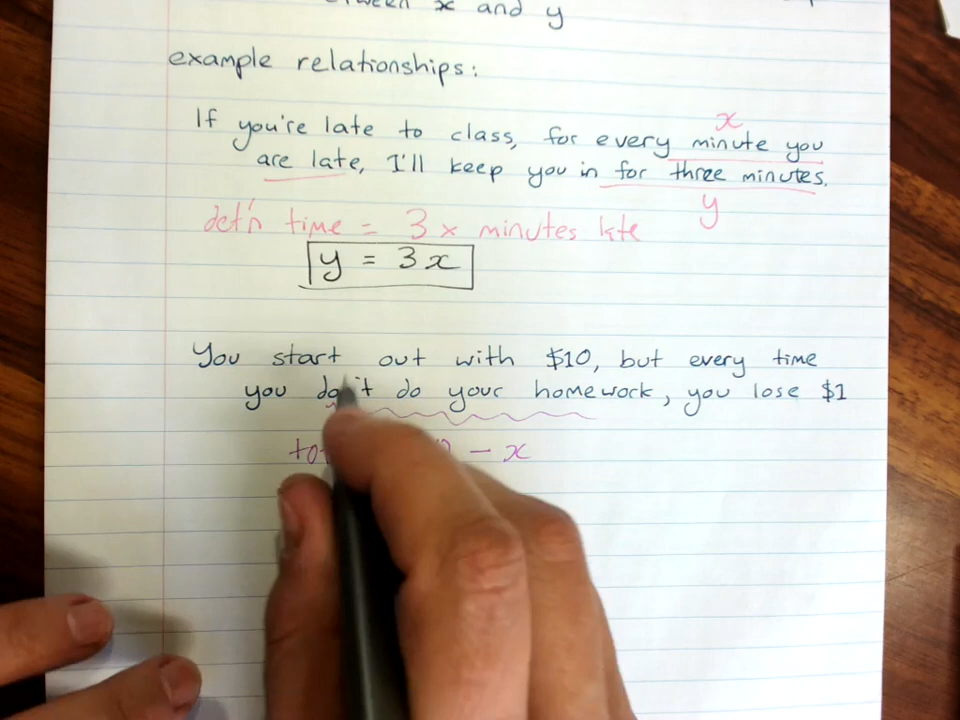 x and y
example relationships:
x
If you're late to class, for every minute you
are late, I'll keep you in for three minutes.
y
det'n time = 3 x minutes late
y = 3x
You start out with $10, but every time
you don't do your homework, you lose $1
- x